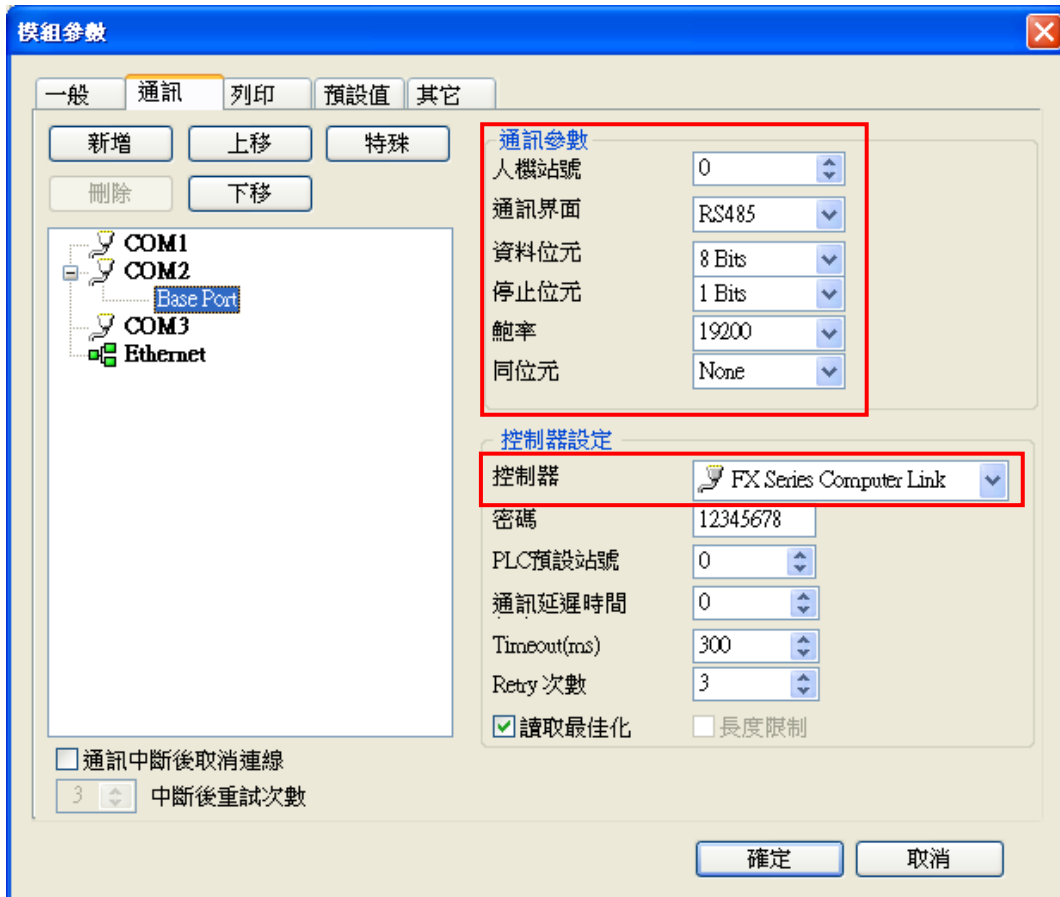 模組參數
一般 通訊 列印 預設值 其它
新增 上移 特殊
刪除 下移
COM1
COM2
Base Port
COM3
Ethernet
通訊中斷後取消連線
3 中斷後重試次數
通訊參數
人機站號 0
通訊界面 RS485
資料位元 8 Bits
停止位元 1 Bits
鮑率 19200
同位元 None
控制器設定
控制器 FX Series Computer Link
密碼 12345678
PLC預設站號 0
通訊延遲時間 0
Timeout(ms) 300
Retry 次數 3
讀取最佳化 長度限制
確定 取消